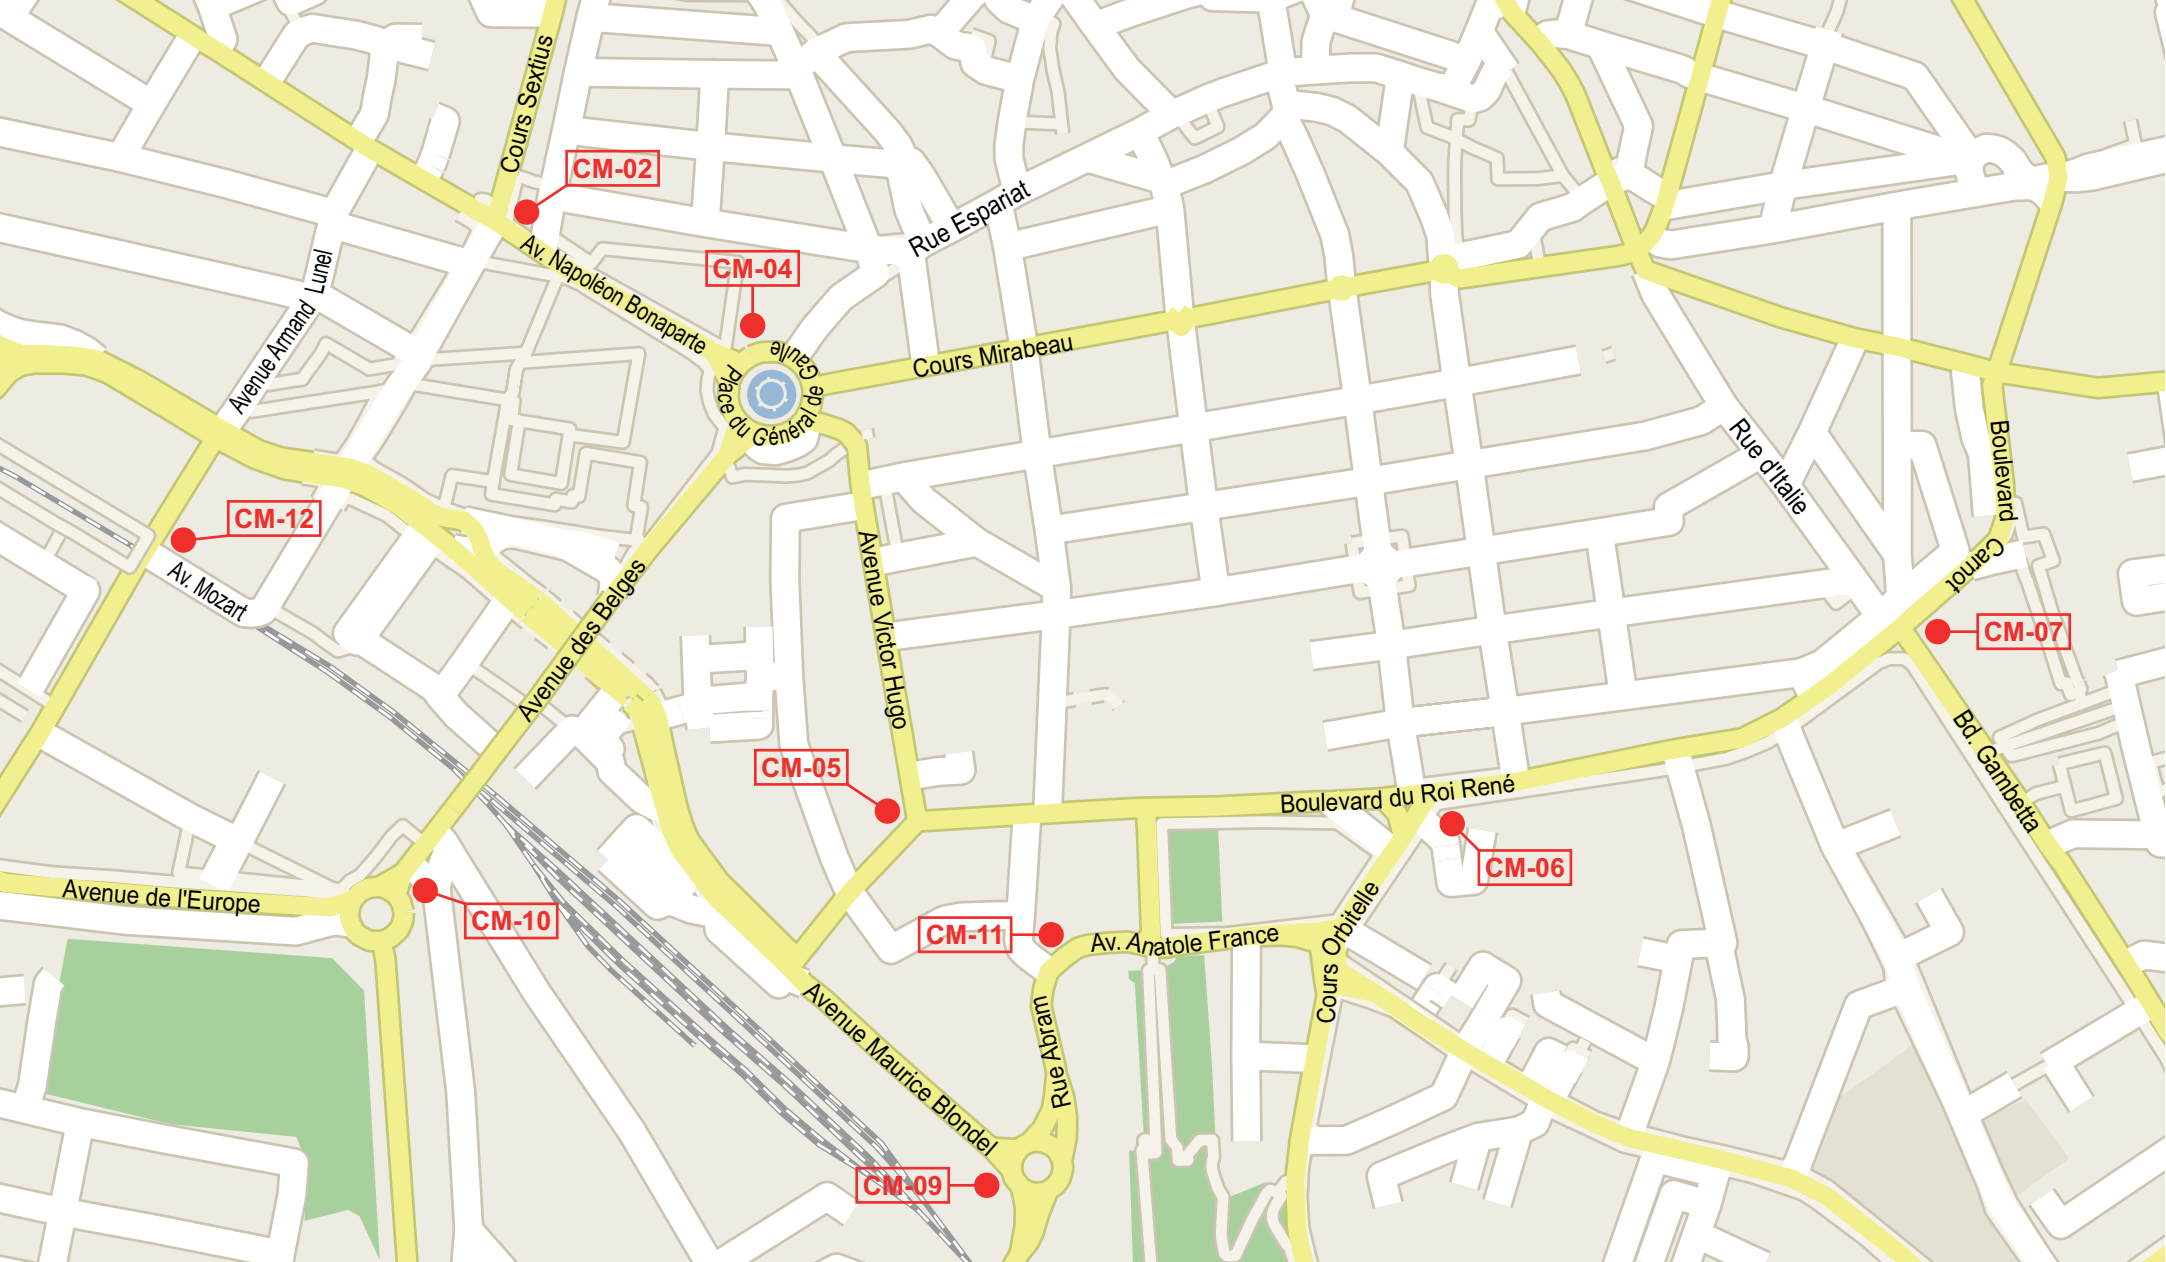 Cours Sextius
CM-02
Rue Espariat
Av. Napoléon Bonaparte
CM-04
Avenue Armand Lunel
Place du Général de Gaulle
Cours Mirabeau
Rue d'Italie
Boulevard Carnot
CM-12
Av. Mozart
Avenue des Belges
Avenue Victor Hugo
CM-07
Bd. Gambetta
CM-05
Boulevard du Roi René
CM-06
Avenue de l'Europe
CM-10
CM-11
Av. Anatole France
Cours Orbitelle
Rue Abram
Avenue Maurice Blondel
CM-09